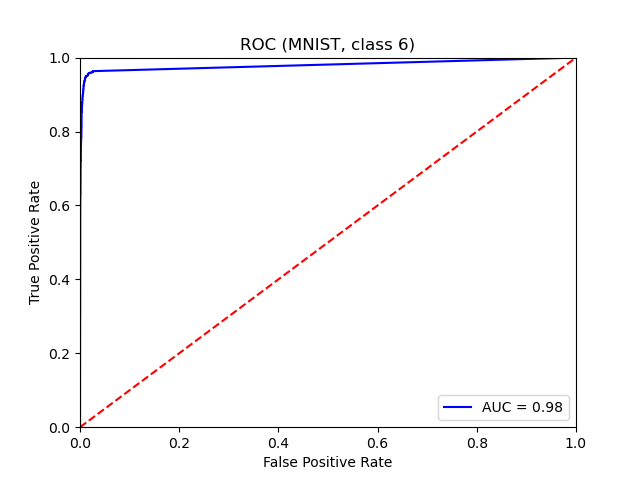 ROC (MNIST, class 6)
1.0
0.8
0.6
0.4
0.2
0.0
True Positive Rate
AUC = 0.98
0.0 0.2 0.4 0.6 0.8 1.0
False Positive Rate